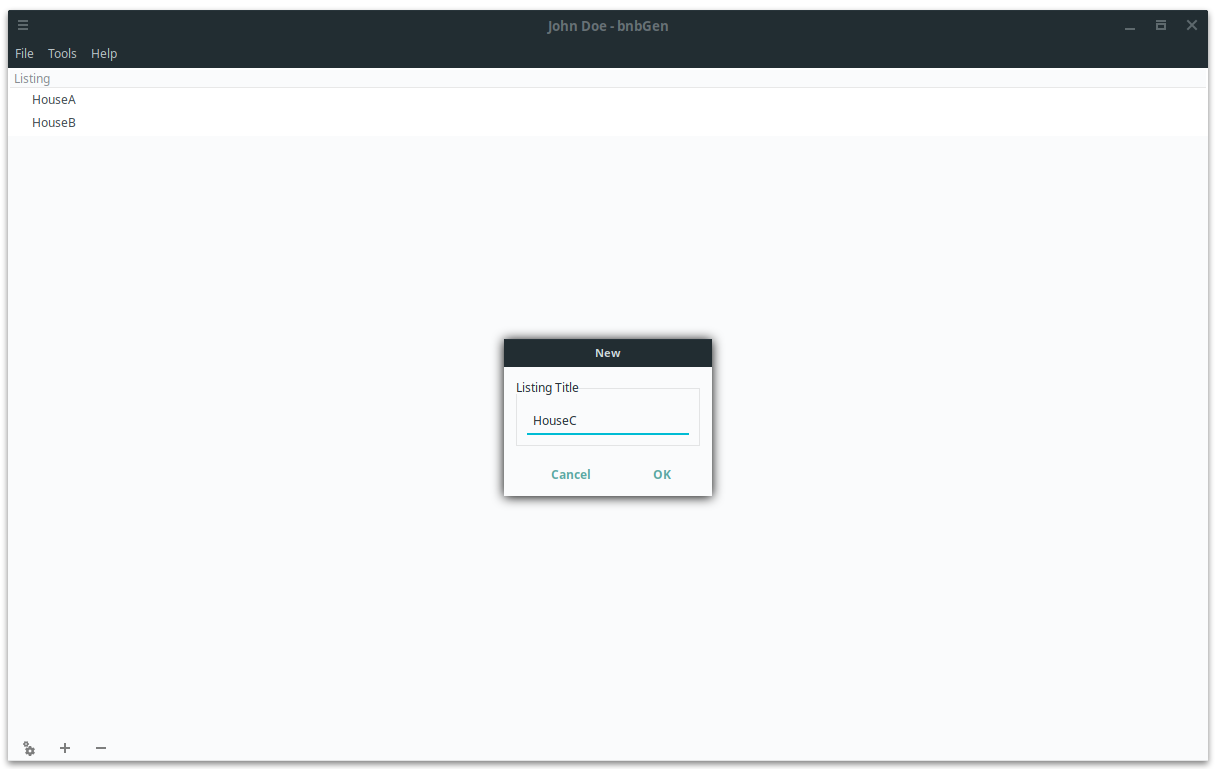 John Doe - bnbGen
File Tools Help
Listing
HouseA
HouseB
New
Listing Title
HouseC
Cancel OK